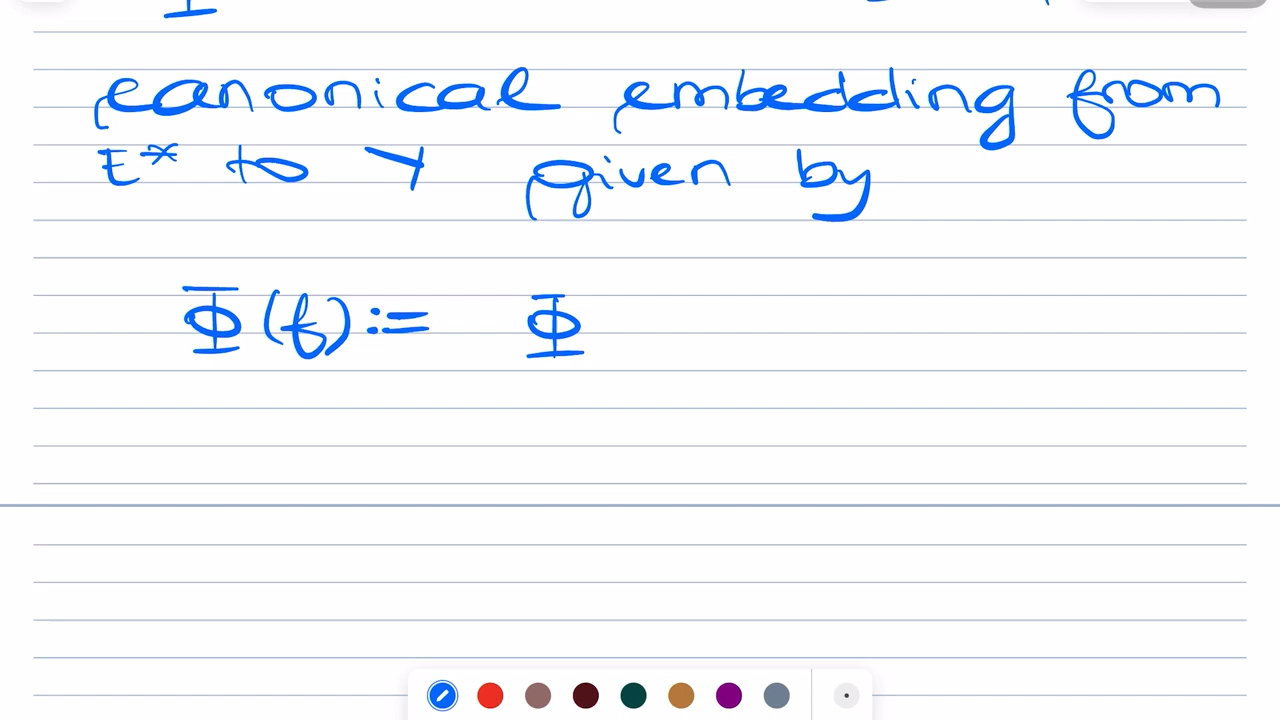 canonical embedding from
E* to Y given by
Φ(f) := Φ